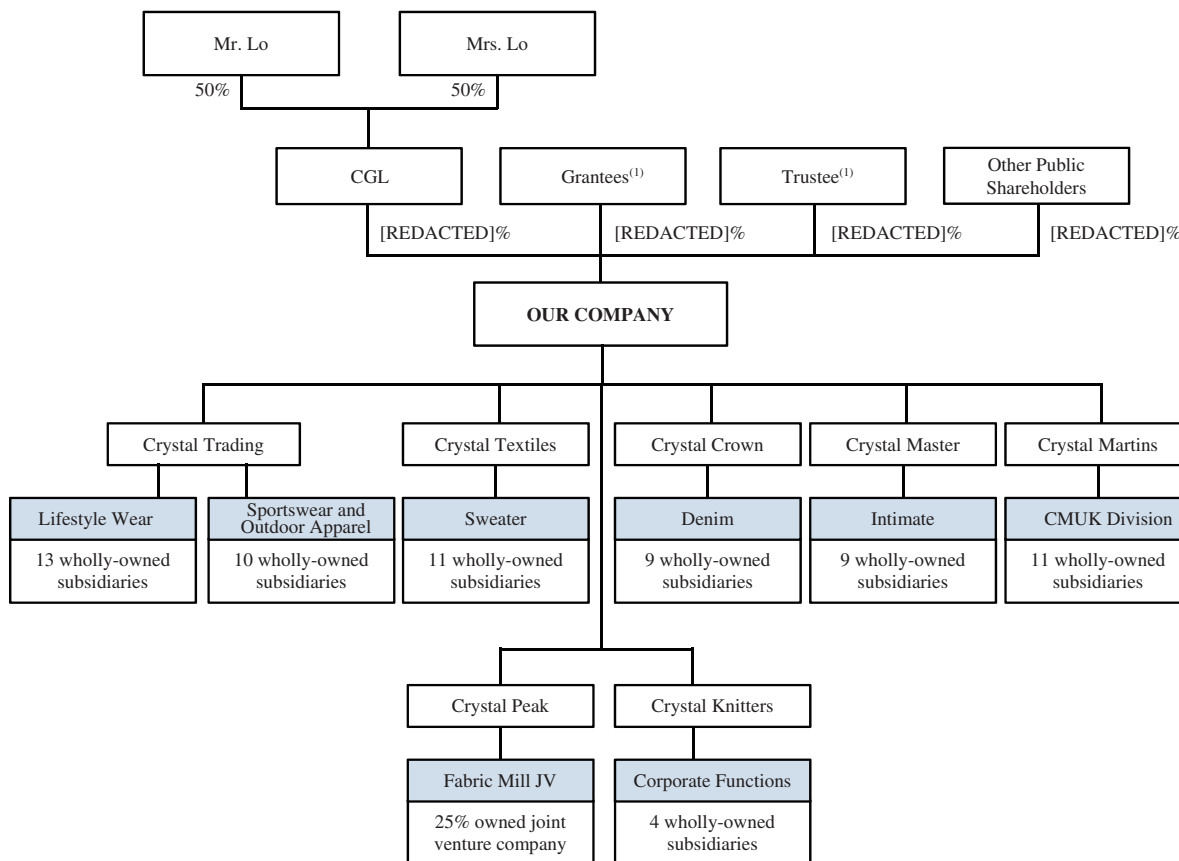 Mr. Lo
Mrs. Lo
50%
50%
CGL
Grantees(1)
Trustee(1)
Other Public
Shareholders
[REDACTED]%
[REDACTED]%
[REDACTED]%
[REDACTED]%
OUR COMPANY
Crystal Trading
Crystal Textiles
Crystal Crown
Crystal Master
Crystal Martins
Lifestyle Wear
13 wholly-owned
subsidiaries
Sportswear and
Outdoor Apparel
10 wholly-owned
subsidiaries
Sweater
11 wholly-owned
subsidiaries
Denim
9 wholly-owned
subsidiaries
Intimate
9 wholly-owned
subsidiaries
CMUK Division
11 wholly-owned
subsidiaries
Crystal Peak
Crystal Knitters
Fabric Mill JV
25% owned joint
venture company
Corporate Functions
4 wholly-owned
subsidiaries